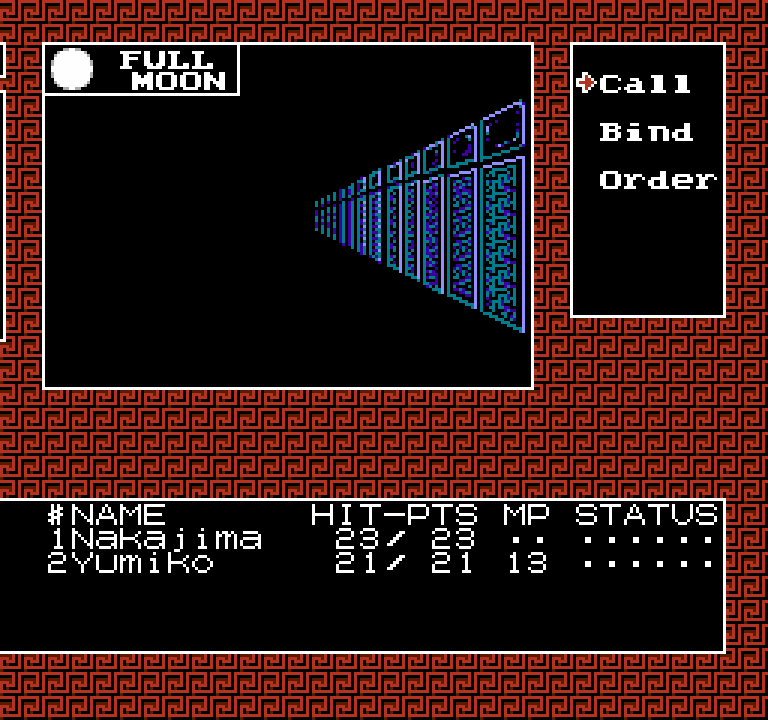 FULL
MOON
Call
Bind
Order
#NAME HIT-PTS MP STATUS
1Nakajima 23/ 23 .. ......
2Yumiko 21/ 21 13 ......